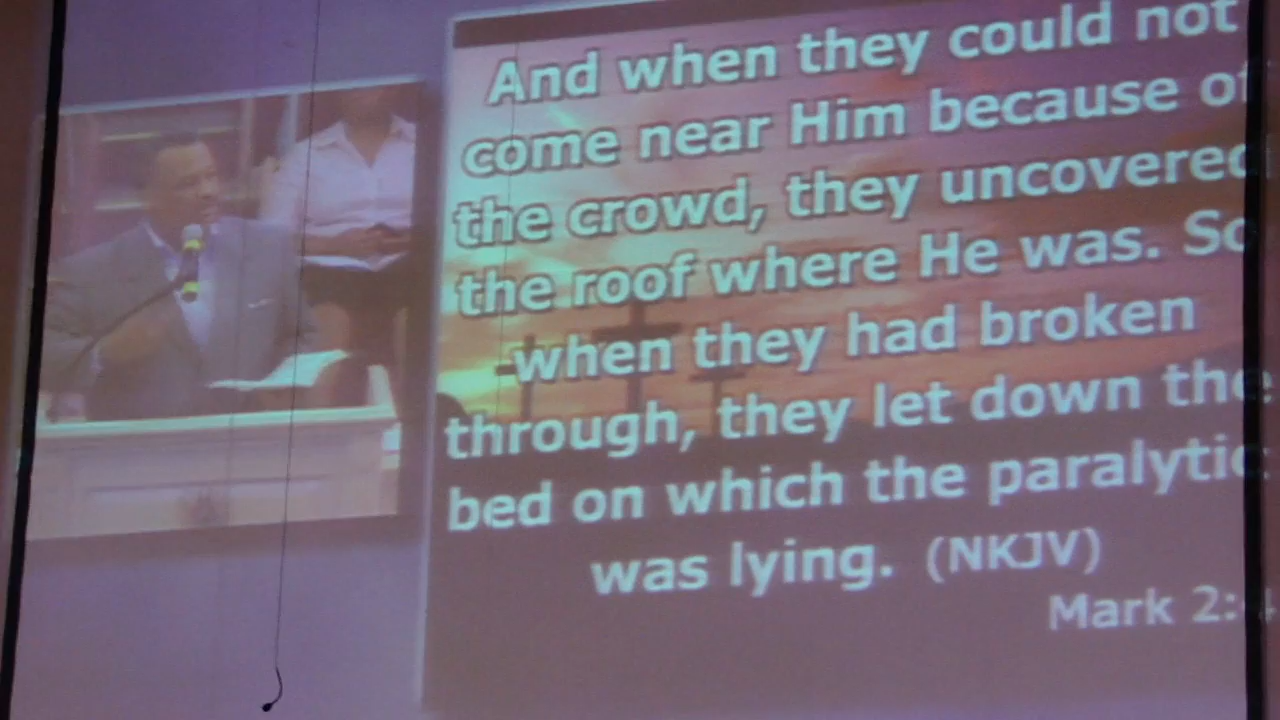 And when they could not
come near Him because of
the crowd, they uncovered
the roof where He was. So
when they had broken
through, they let down the
bed on which the paralytic
was lying. (NKJV)
Mark 2:4